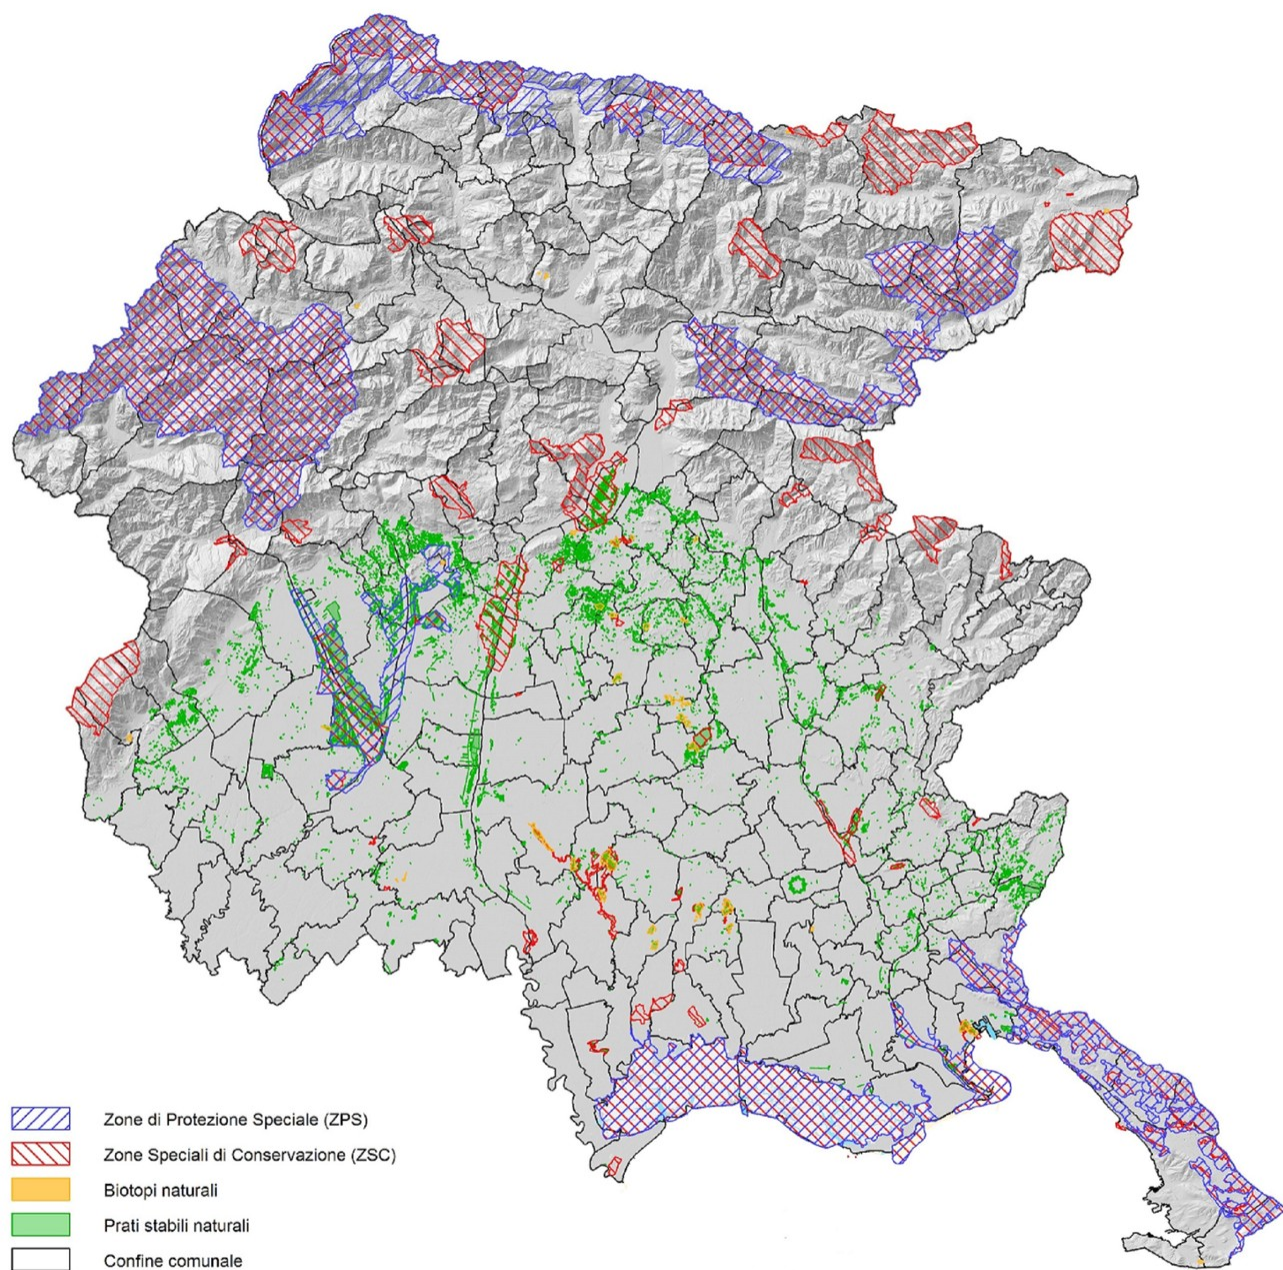 Zone di Protezione Speciale (ZPS)
Zone Speciali di Conservazione (ZSC)
Biotopi naturali
Prati stabili naturali
Confine comunale